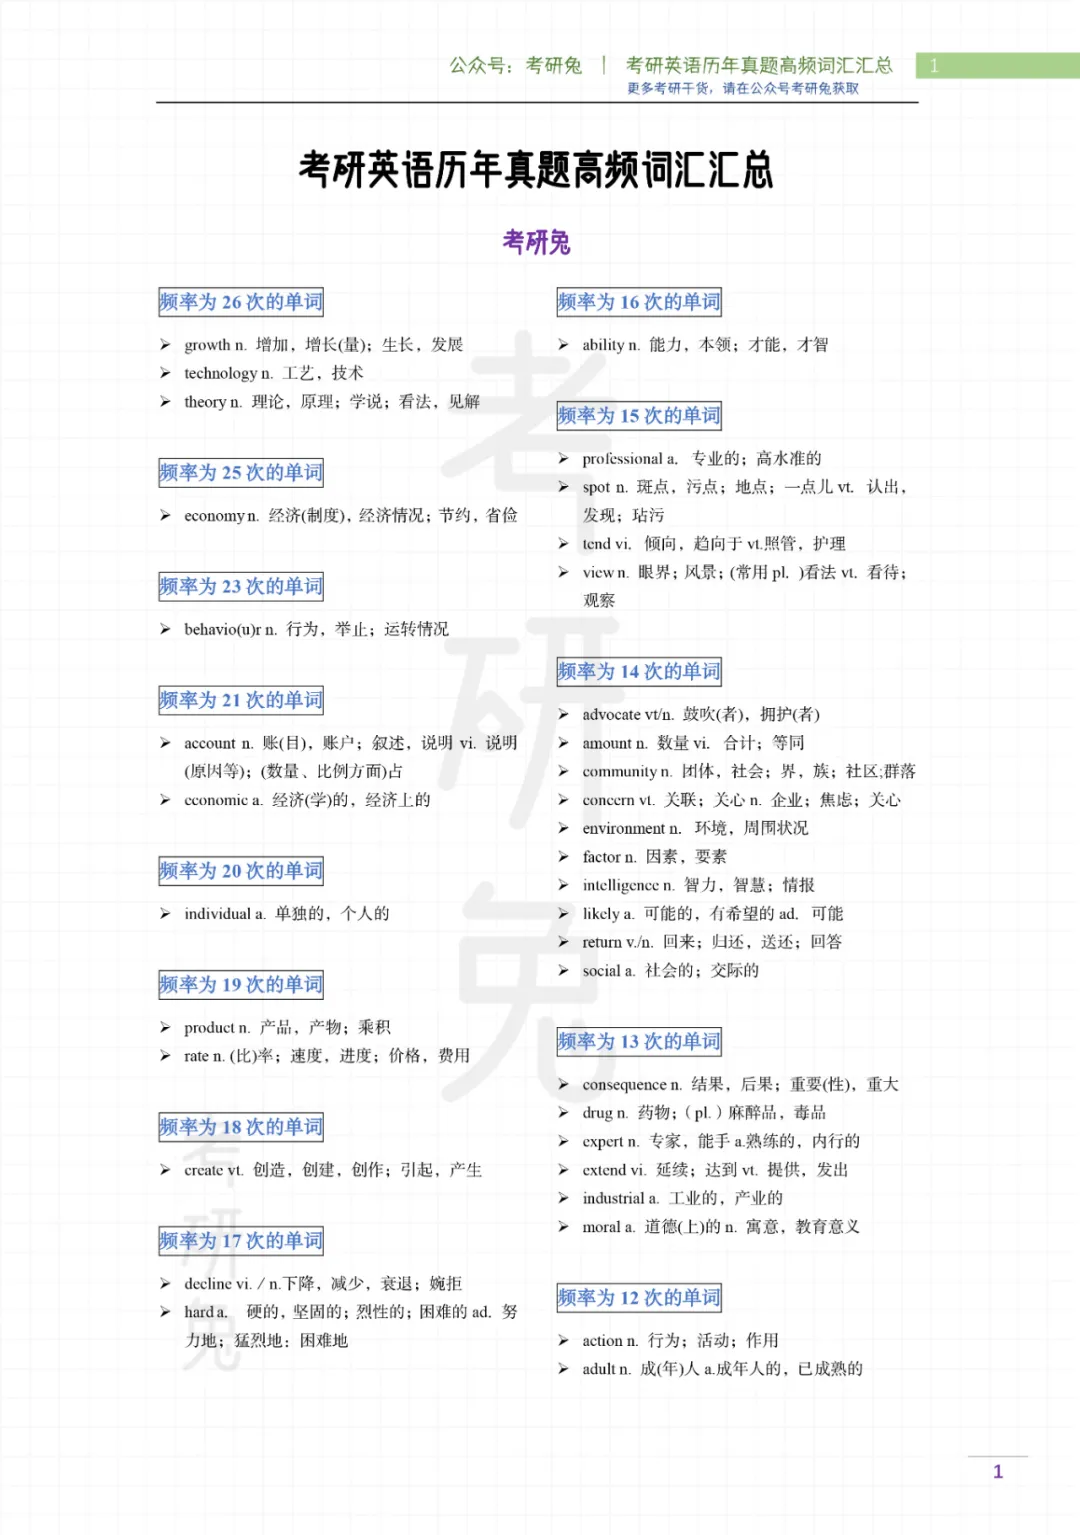 公众号：考研兔 | 考研英语历年真题高频词汇汇总 1
更多考研干货，请在公众号考研兔获取
考研英语历年真题高频词汇汇总
考研兔
频率为 26 次的单词
➢ growth n. 增加，增长(量)；生长，发展
➢ technology n. 工艺，技术
➢ theory n. 理论，原理；学说；看法，见解
频率为 25 次的单词
➢ economy n. 经济(制度)，经济情况；节约，省俭
频率为 23 次的单词
➢ behavio(u)r n. 行为，举止；运转情况
频率为 21 次的单词
➢ account n. 账(目)，账户；叙述，说明 vi. 说明
(原因等)；(数量、比例方面)占
➢ economic a. 经济(学)的，经济上的
频率为 20 次的单词
➢ individual a. 单独的，个人的
频率为 19 次的单词
➢ product n. 产品，产物；乘积
➢ rate n. (比)率；速度，进度；价格，费用
频率为 18 次的单词
➢ create vt. 创造，创建，创作；引起，产生
频率为 17 次的单词
➢ decline vi. / n.下降，减少，衰退；婉拒
➢ hard a. 硬的，坚固的；烈性的；困难的 ad. 努
力地；猛烈地：困难地
频率为 16 次的单词
➢ ability n. 能力，本领；才能，才智
频率为 15 次的单词
➢ professional a. 专业的；高水准的
➢ spot n. 斑点，污点；地点；一点儿 vt. 认出，
发现；玷污
➢ tend vi. 倾向，趋向于 vt.照管，护理
➢ view n. 眼界；风景；(常用 pl. )看法 vt. 看待；
观察
频率为 14 次的单词
➢ advocate vt/n. 鼓吹(者)，拥护(者)
➢ amount n. 数量 vi. 合计；等同
➢ community n. 团体，社会；界，族；社区;群落
➢ concern vt. 关联；关心 n. 企业；焦虑；关心
➢ environment n. 环境，周围状况
➢ factor n. 因素，要素
➢ intelligence n. 智力，智慧；情报
➢ likely a. 可能的，有希望的 ad. 可能
➢ return v./n. 回来；归还，送还；回答
➢ social a. 社会的；交际的
频率为 13 次的单词
➢ consequence n. 结果，后果；重要(性)，重大
➢ drug n. 药物；( pl. ) 麻醉品，毒品
➢ expert n. 专家，能手 a.熟练的，内行的
➢ extend vi. 延续；达到 vt. 提供，发出
➢ industrial a. 工业的，产业的
➢ moral a. 道德(上)的 n. 寓意，教育意义
频率为 12 次的单词
➢ action n. 行为；活动；作用
➢ adult n. 成(年)人 a.成年人的，已成熟的
考研兔
考研兔
1